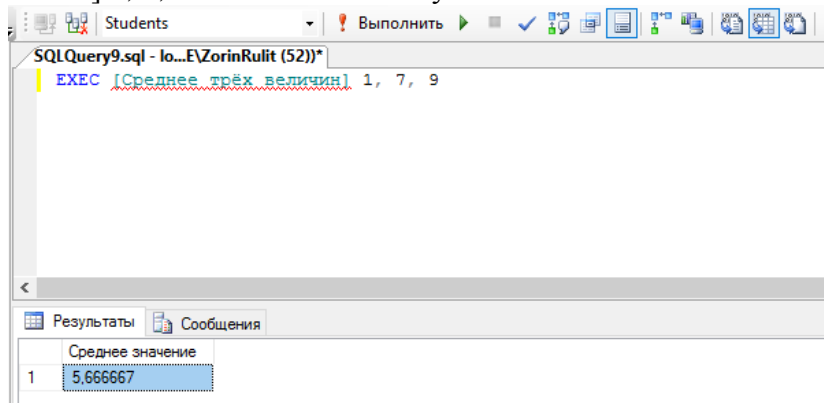 Students
Выполнить
SQLQuery9.sql - lo...E\ZorinRulit (52))*
EXEC [Среднее трёх величин] 1, 7, 9
Результаты
Сообщения
Среднее значение
1
5,666667